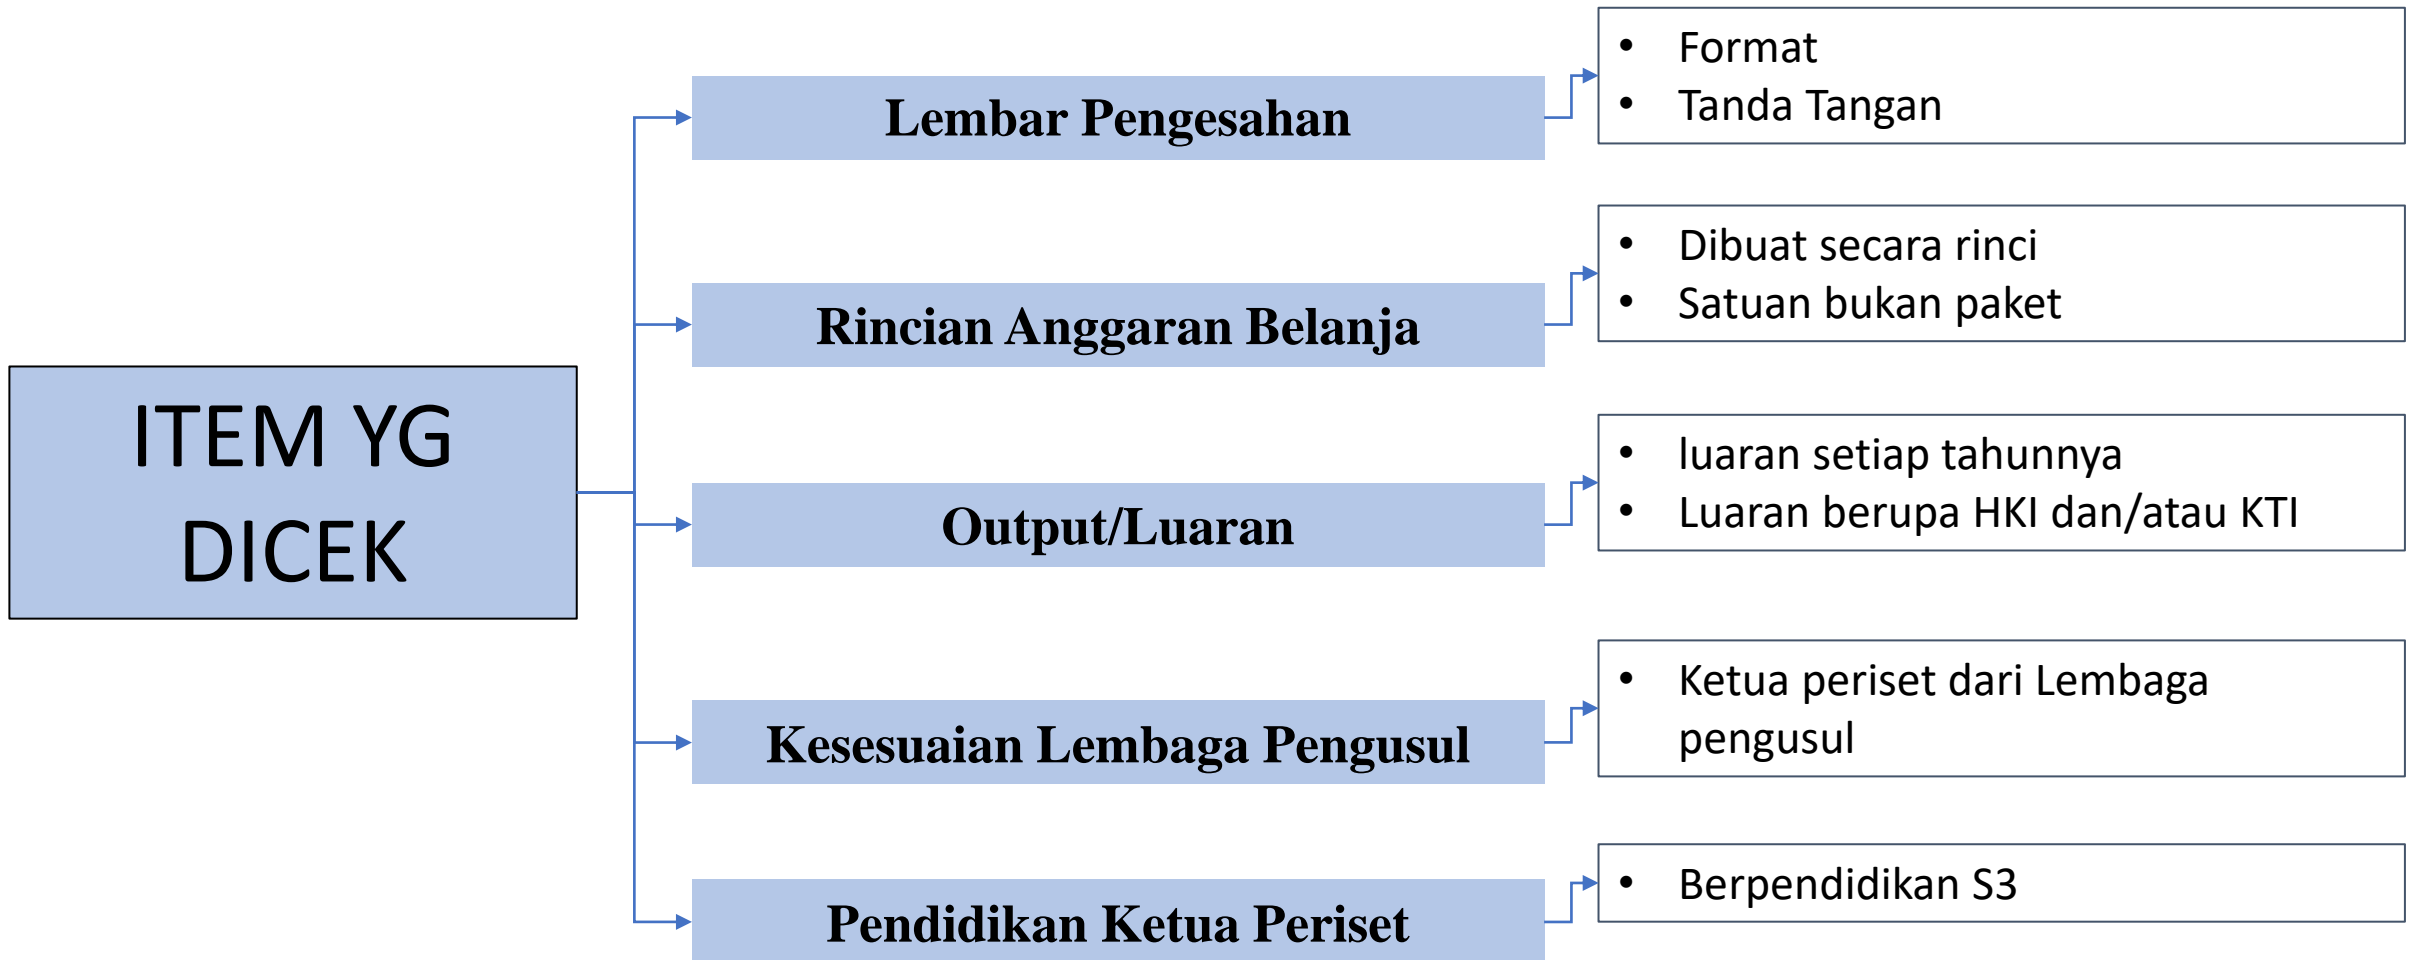 ITEM YG
DICEK
Lembar Pengesahan
• Format
• Tanda Tangan
Rincian Anggaran Belanja
• Dibuat secara rinci
• Satuan bukan paket
Output/Luaran
• luaran setiap tahunnya
• Luaran berupa HKI dan/atau KTI
Kesesuaian Lembaga Pengusul
• Ketua periset dari Lembaga
pengusul
Pendidikan Ketua Periset
• Berpendidikan S3